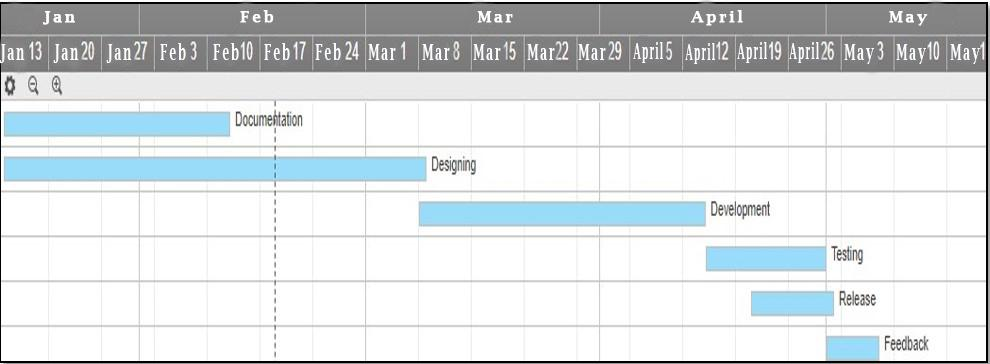 Jan Feb Mar April May
Jan 13 Jan 20 Jan 27 Feb 3 Feb10 Feb17 Feb 24 Mar 1 Mar 8 Mar 15 Mar22 Mar 29 April5 April12 April19 April26 May 3 May10 May1
Documentation
Designing
Development
Testing
Release
Feedback